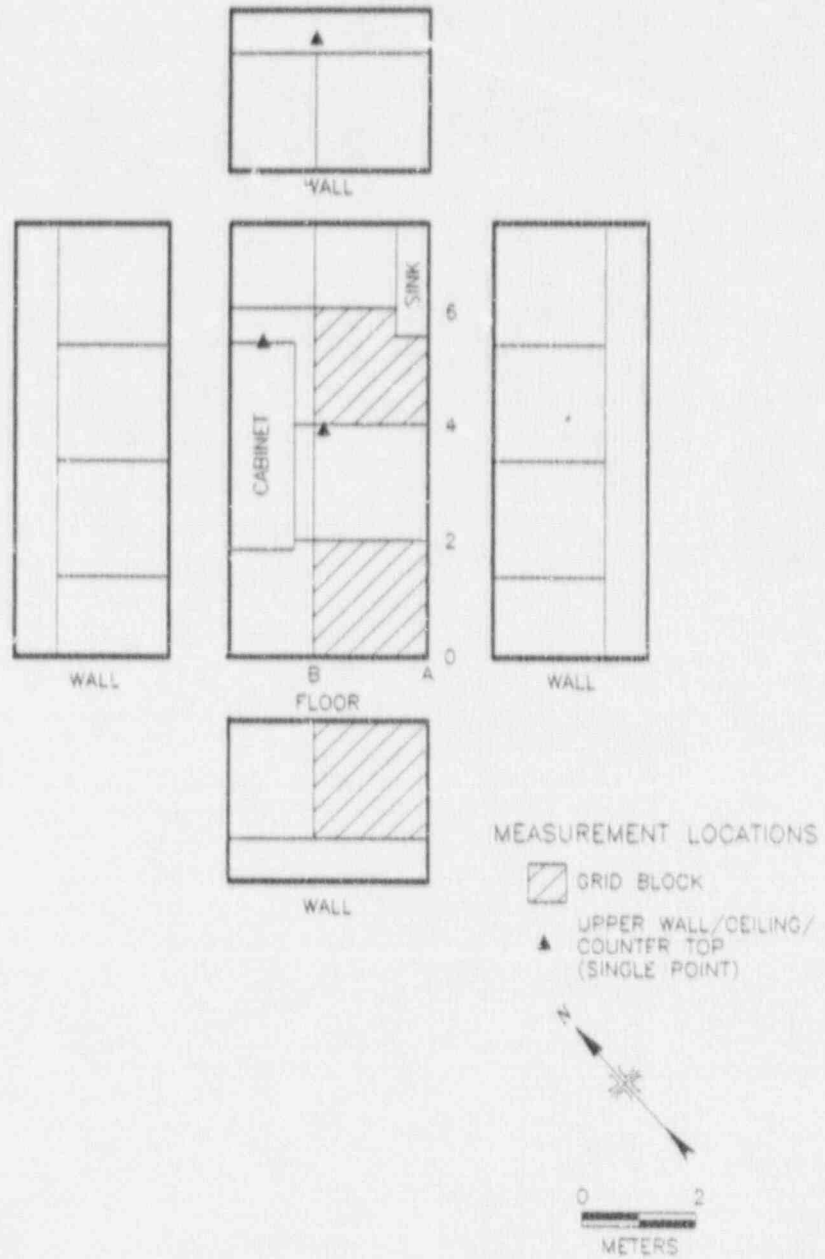 WALL
SINK
6
CABINET
4
2
0
B A
WALL
FLOOR
WALL
WALL
MEASUREMENT LOCATIONS
GRID BLOCK
UPPER WALL/CEILING/
COUNTER TOP
(SINGLE POINT)
N
0 2
METERS